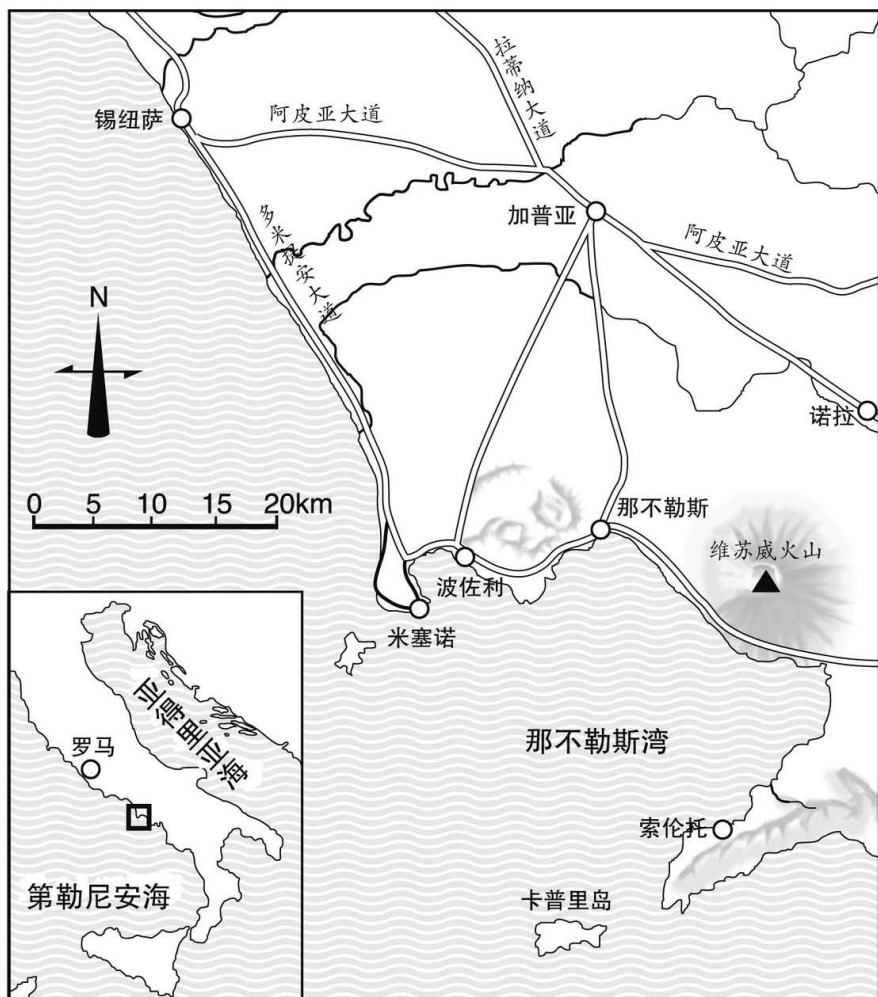 拉蒂纳大道
锡纽萨
阿皮亚大道
加普亚
多米提安大道
阿皮亚大道
N
诺拉
0 5 10 15 20km
那不勒斯
维苏威火山
波佐利
米塞诺
那不勒斯湾
亚得里亚海
罗马
索伦托
第勒尼安海
卡普里岛